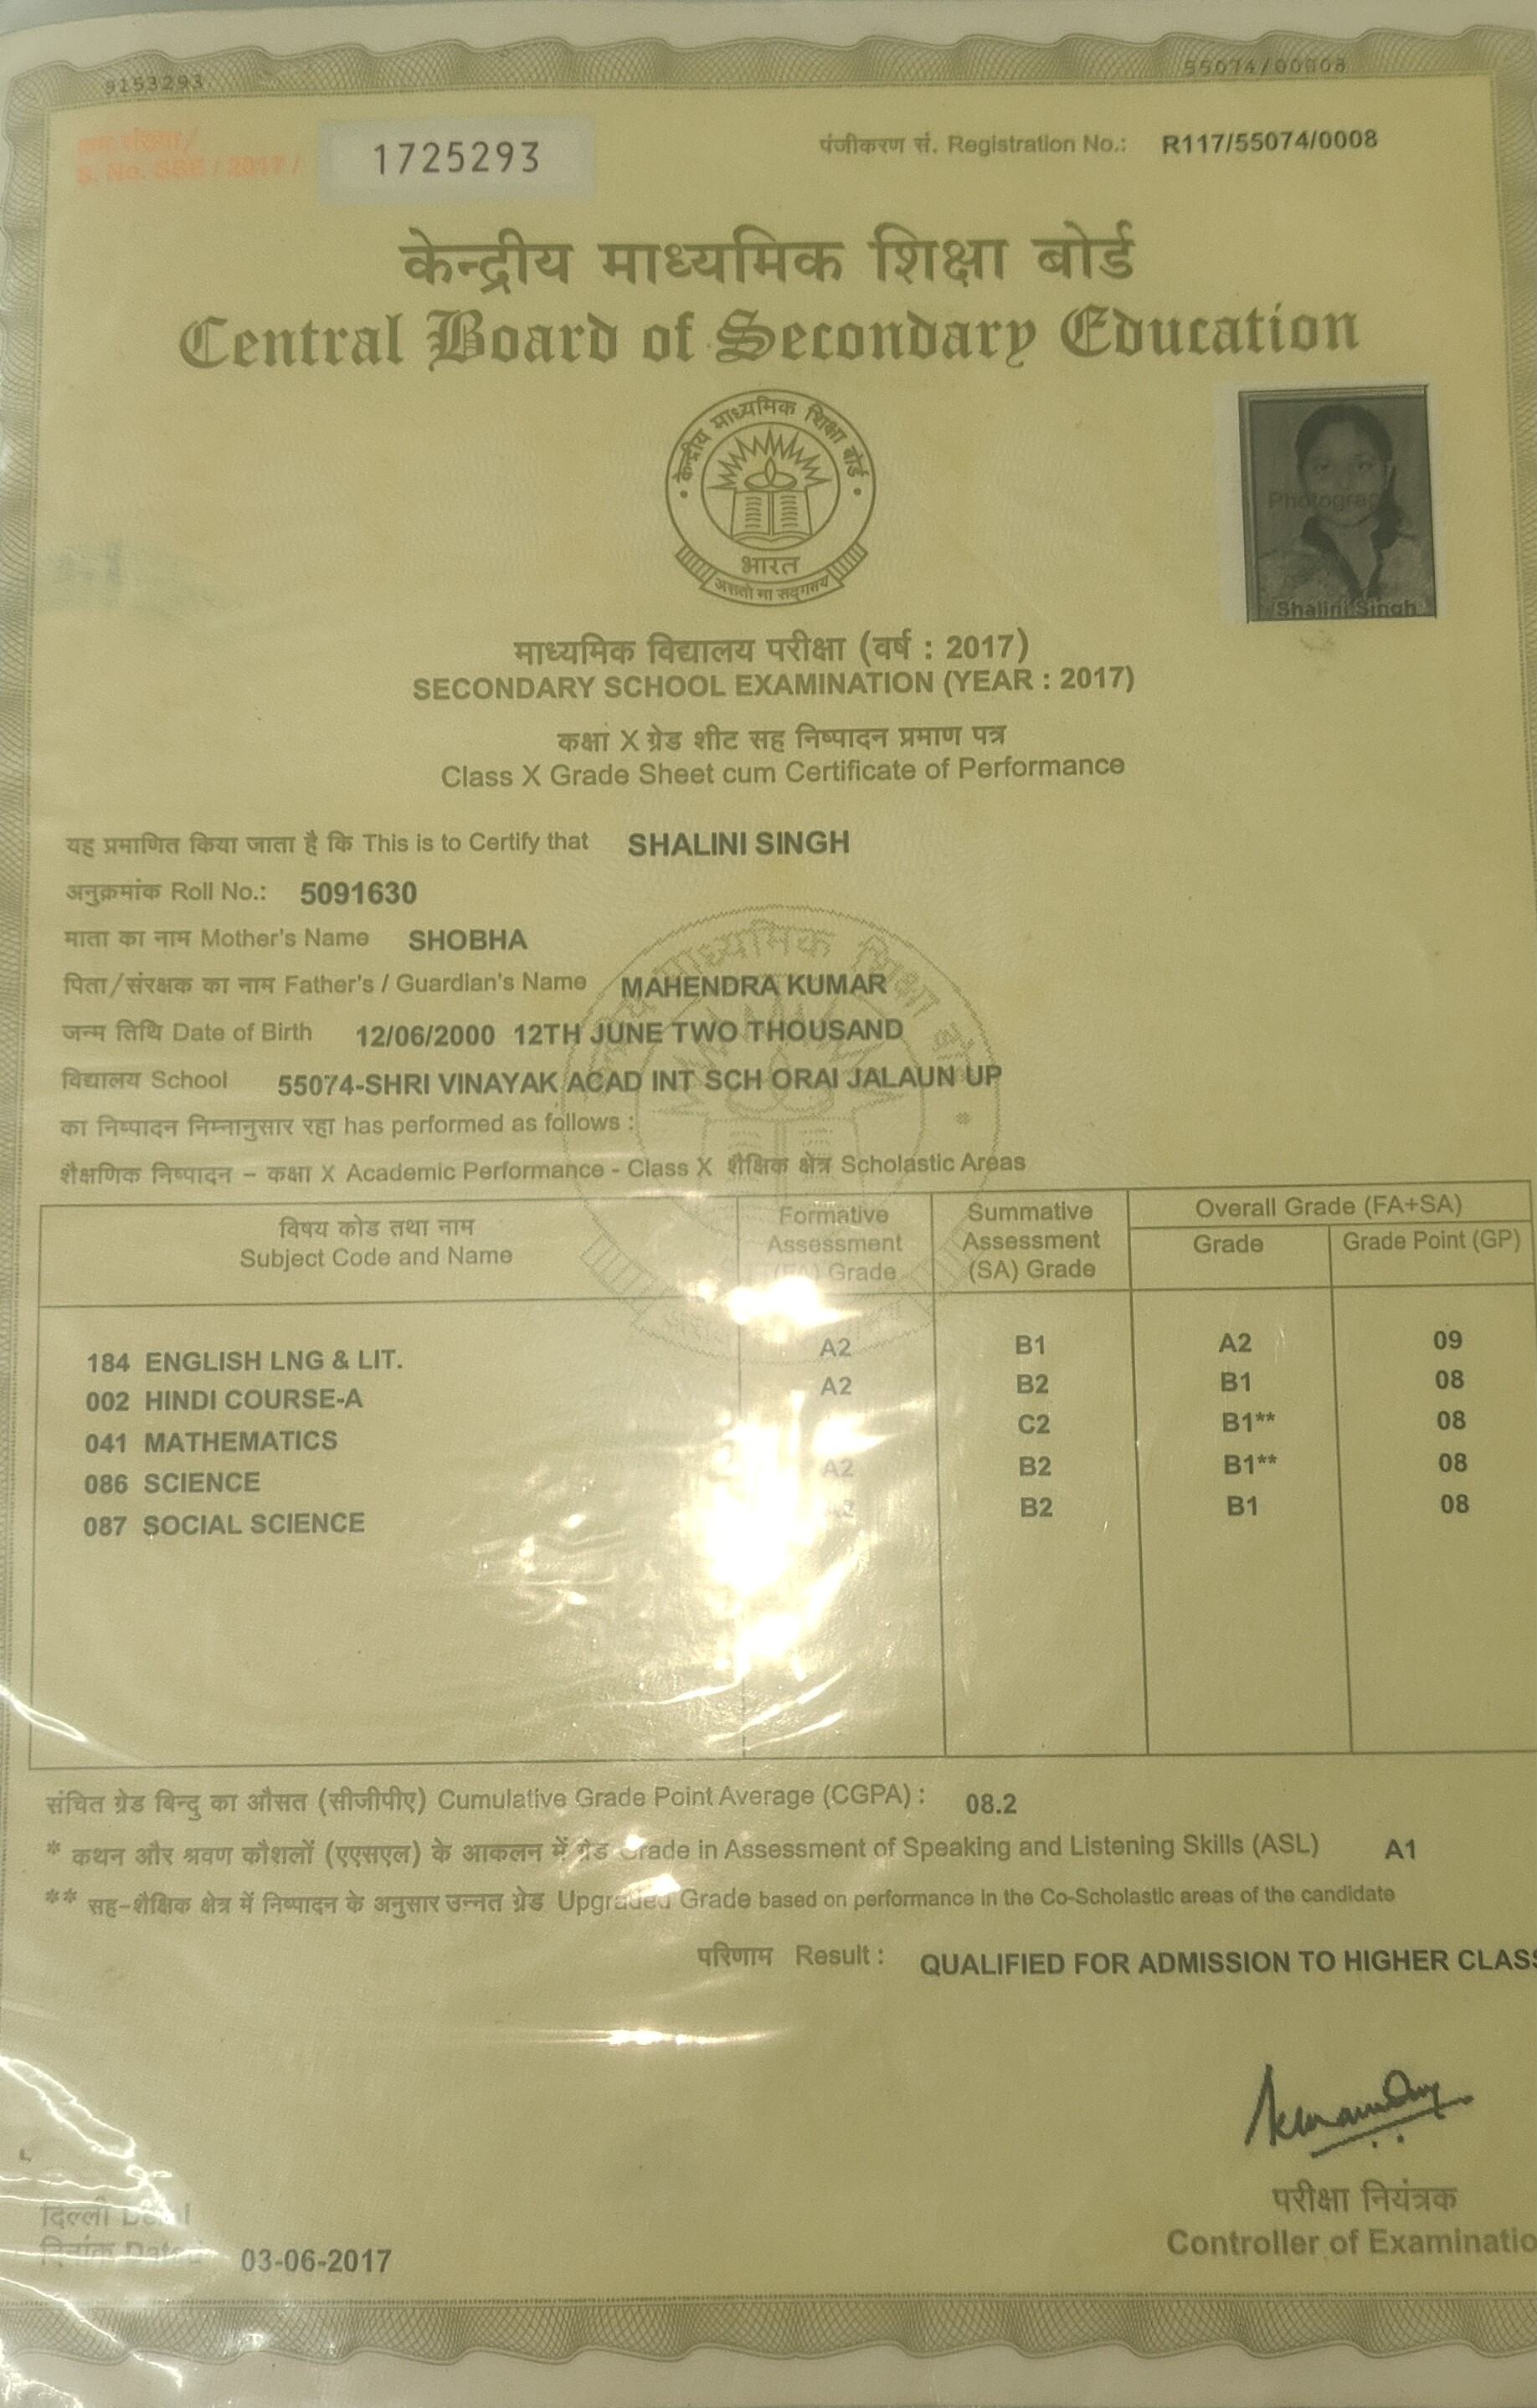 9153293
55074/00008
क्रम संख्या/
S. No. SSE / 2017 /
1725293
पंजीकरण सं. Registration No.: R117/55074/0008
केन्द्रीय माध्यमिक शिक्षा बोर्ड
Central Board of Secondary Education
केन्द्रीय माध्यमिक शिक्षा बोर्ड
भारत
असतो मा सद्गमय
Photograp
Shalini Singh
माध्यमिक विद्यालय परीक्षा (वर्ष : 2017)
SECONDARY SCHOOL EXAMINATION (YEAR : 2017)
कक्षा X ग्रेड शीट सह निष्पादन प्रमाण पत्र
Class X Grade Sheet cum Certificate of Performance
यह प्रमाणित किया जाता है कि This is to Certify that SHALINI SINGH
अनुक्रमांक Roll No.: 5091630
माता का नाम Mother's Name SHOBHA
पिता/संरक्षक का नाम Father's / Guardian's Name MAHENDRA KUMAR
जन्म तिथि Date of Birth 12/06/2000 12TH JUNE TWO THOUSAND
विद्यालय School 55074-SHRI VINAYAK ACAD INT SCH ORAI JALAUN UP
का निष्पादन निम्नानुसार रहा has performed as follows :
शैक्षणिक निष्पादन – कक्षा X Academic Performance - Class X शैक्षिक क्षेत्र Scholastic Areas
विषय कोड तथा नाम
Subject Code and Name
Formative
Assessment
(FA) Grade
Summative
Assessment
(SA) Grade
Overall Grade (FA+SA)
Grade
Grade Point (GP)
184 ENGLISH LNG & LIT. A2 B1 A2 09
002 HINDI COURSE-A A2 B2 B1 08
041 MATHEMATICS C2 B1** 08
086 SCIENCE A2 B2 B1** 08
087 SOCIAL SCIENCE B2 B1 08
संचित ग्रेड बिन्दु का औसत (सीजीपीए) Cumulative Grade Point Average (CGPA) : 08.2
* कथन और श्रवण कौशलों (एएसएल) के आकलन में ग्रेड Grade in Assessment of Speaking and Listening Skills (ASL) A1
** सह-शैक्षिक क्षेत्र में निष्पादन के अनुसार उन्नत ग्रेड Upgraded Grade based on performance in the Co-Scholastic areas of the candidate
परिणाम Result : QUALIFIED FOR ADMISSION TO HIGHER CLASS
परीक्षा नियंत्रक
Controller of Examinatio
दिल्ली Delhi
दिनांक Dated 03-06-2017